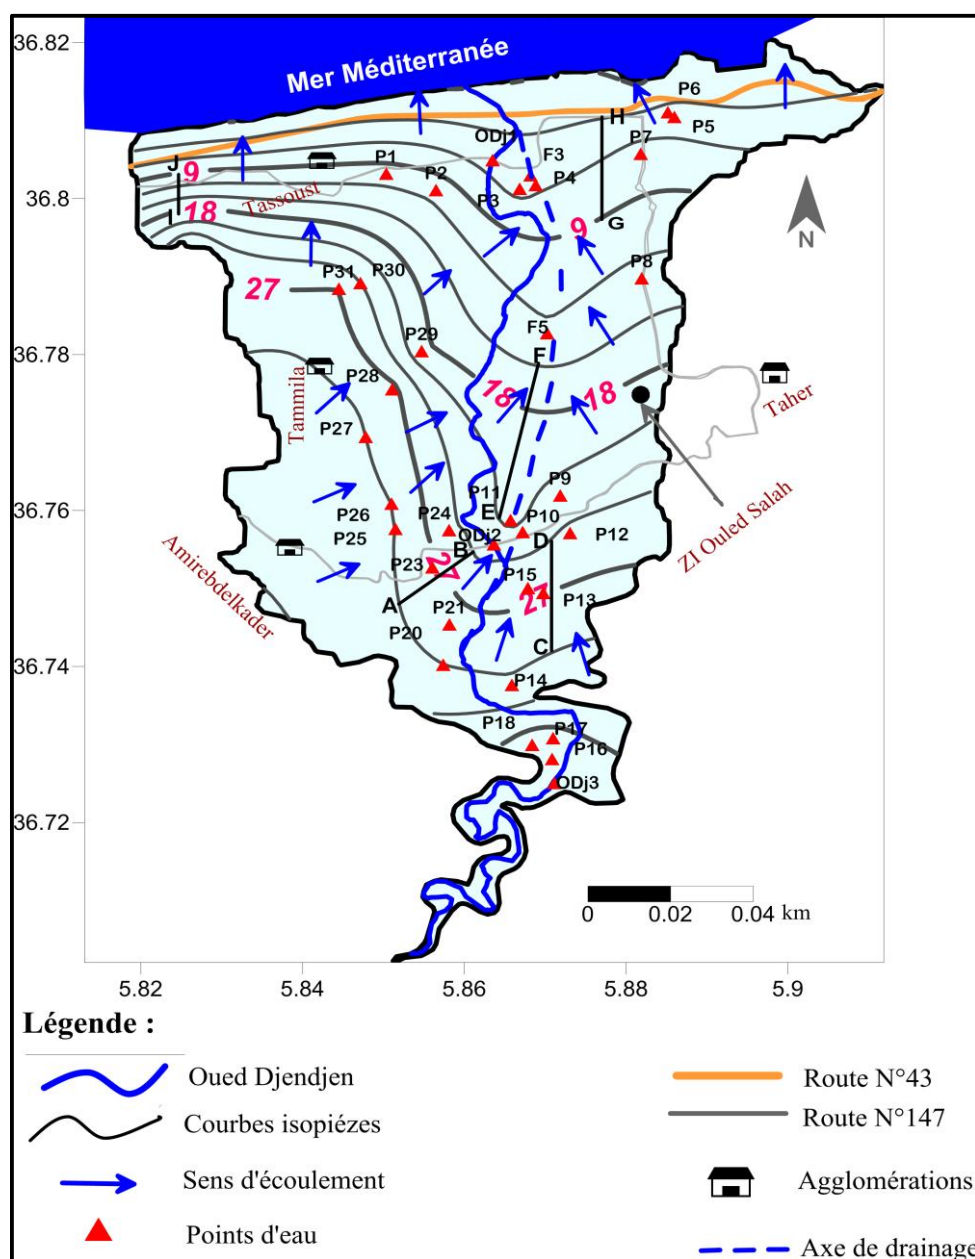 36.82
36.8
36.78
36.76
36.74
36.72
Mer Méditerranée
P6
H
P5
ODj1
P7
J
9
P1
F3
P2
P4
P3
Tassoust
I
18
G
9
N
P31
P30
P8
27
P29
F5
F
P28
18
18
Tammila
Taher
P27
P11
P9
P26
P24
E
P10
ZI Ouled Salah
P25
ODj2
D
P12
B
P23
27
P15
Amirebdelkader
A
27
P13
P21
P20
C
P14
P18
P17
P16
ODj3
0 0.02 0.04 km
5.82 5.84 5.86 5.88 5.9
Légende :
Oued Djendjen
Courbes isopiézes
Sens d'écoulement
Points d'eau
Route N°43
Route N°147
Agglomérations
Axe de drainage